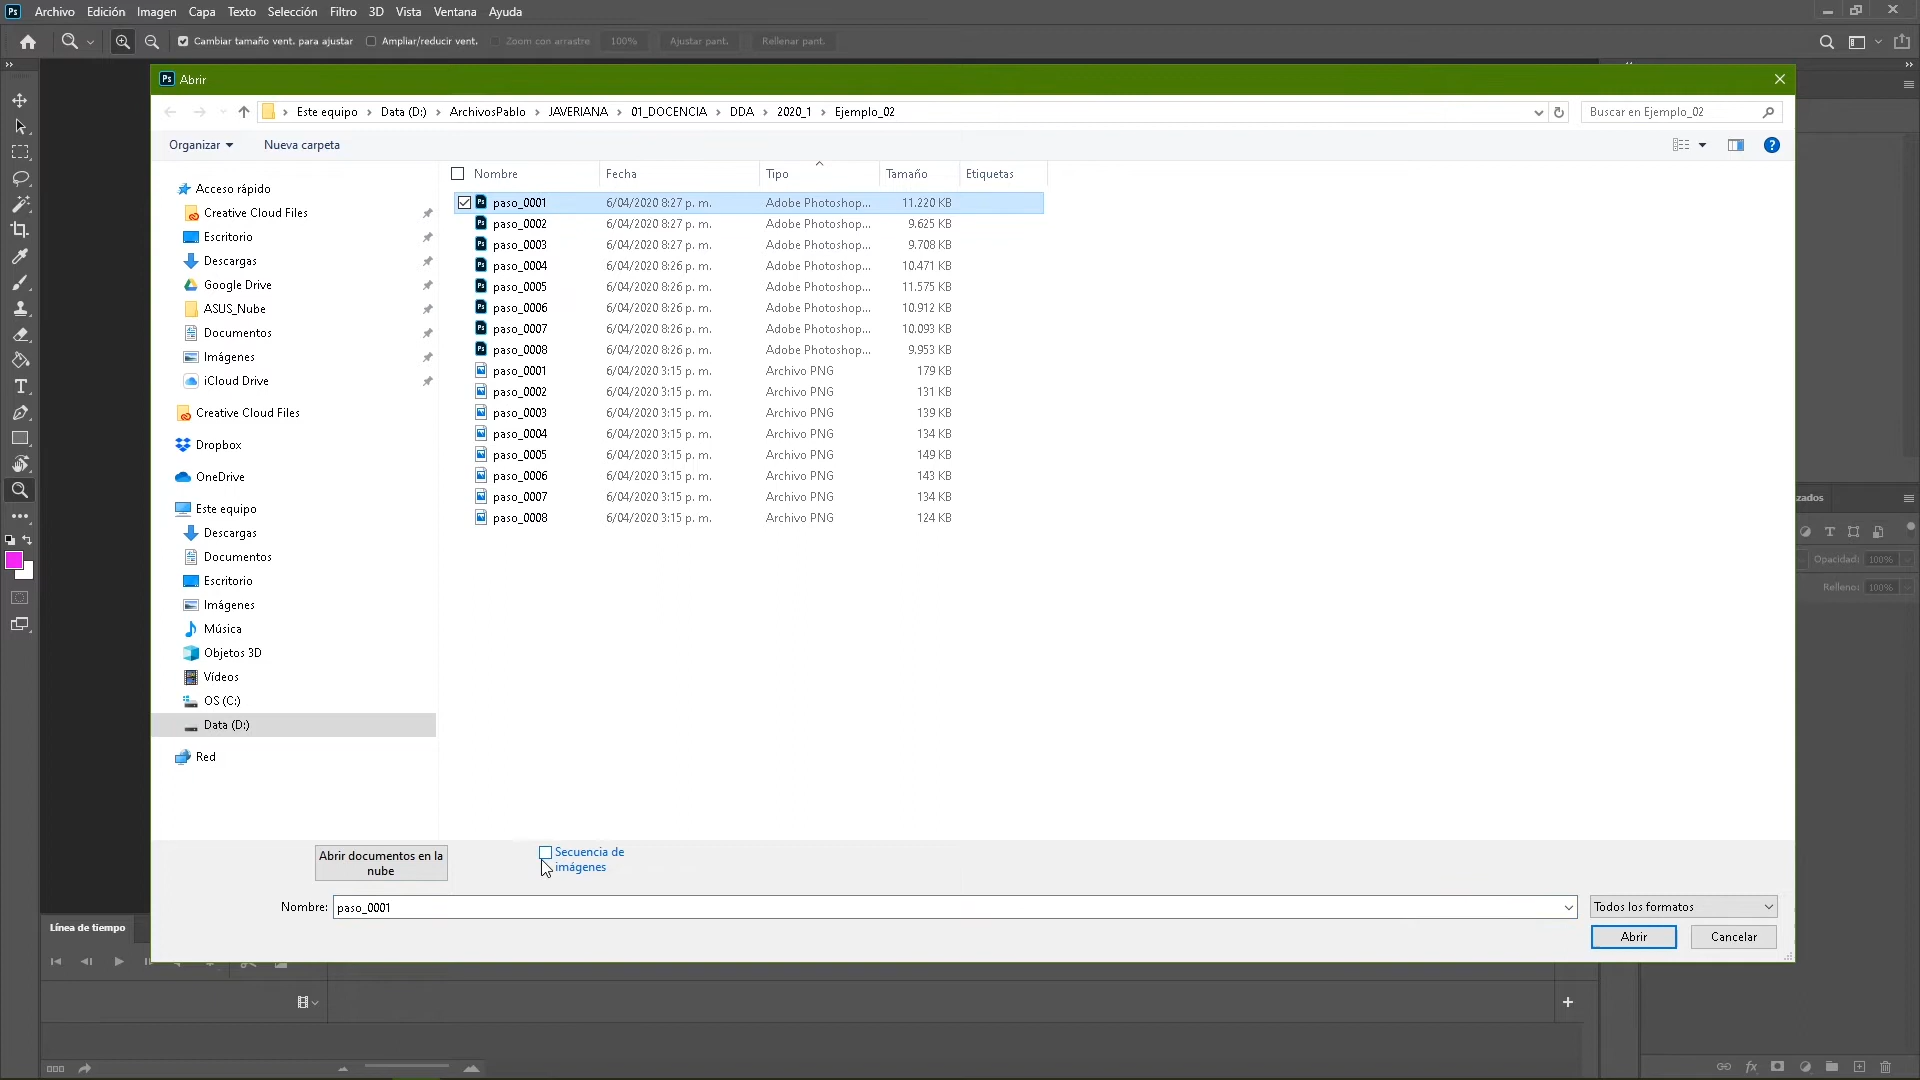 Ps Archivo Edición Imagen Capa Texto Selección Filtro 3D Vista Ventana Ayuda
Cambiar tamaño vent. para ajustar Ampliar/reducir vent. Zoom con arrastre 100% Ajustar pant. Rellenar pant.
Ps Abrir
Este equipo › Data (D:) › ArchivosPablo › JAVERIANA › 01_DOCENCIA › DDA › 2020_1 › Ejemplo_02
Buscar en Ejemplo_02
Organizar Nueva carpeta
Acceso rápido
Creative Cloud Files
Escritorio
Descargas
Google Drive
ASUS_Nube
Documentos
Imágenes
iCloud Drive
Creative Cloud Files
Dropbox
OneDrive
Este equipo
Descargas
Documentos
Escritorio
Imágenes
Música
Objetos 3D
Vídeos
OS (C:)
Data (D:)
Red
Nombre Fecha Tipo Tamaño Etiquetas
paso_0001 6/04/2020 8:27 p. m. Adobe Photoshop... 11.220 KB
paso_0002 6/04/2020 8:27 p. m. Adobe Photoshop... 9.625 KB
paso_0003 6/04/2020 8:27 p. m. Adobe Photoshop... 9.708 KB
paso_0004 6/04/2020 8:26 p. m. Adobe Photoshop... 10.471 KB
paso_0005 6/04/2020 8:26 p. m. Adobe Photoshop... 11.575 KB
paso_0006 6/04/2020 8:26 p. m. Adobe Photoshop... 10.912 KB
paso_0007 6/04/2020 8:26 p. m. Adobe Photoshop... 10.093 KB
paso_0008 6/04/2020 8:26 p. m. Adobe Photoshop... 9.953 KB
paso_0001 6/04/2020 3:15 p. m. Archivo PNG 179 KB
paso_0002 6/04/2020 3:15 p. m. Archivo PNG 131 KB
paso_0003 6/04/2020 3:15 p. m. Archivo PNG 139 KB
paso_0004 6/04/2020 3:15 p. m. Archivo PNG 134 KB
paso_0005 6/04/2020 3:15 p. m. Archivo PNG 149 KB
paso_0006 6/04/2020 3:15 p. m. Archivo PNG 143 KB
paso_0007 6/04/2020 3:15 p. m. Archivo PNG 134 KB
paso_0008 6/04/2020 3:15 p. m. Archivo PNG 124 KB
zados
Opacidad: 100%
Relleno: 100%
Abrir documentos en la
nube
Secuencia de
imágenes
Nombre: paso_0001
Todos los formatos
Abrir Cancelar
Línea de tiempo